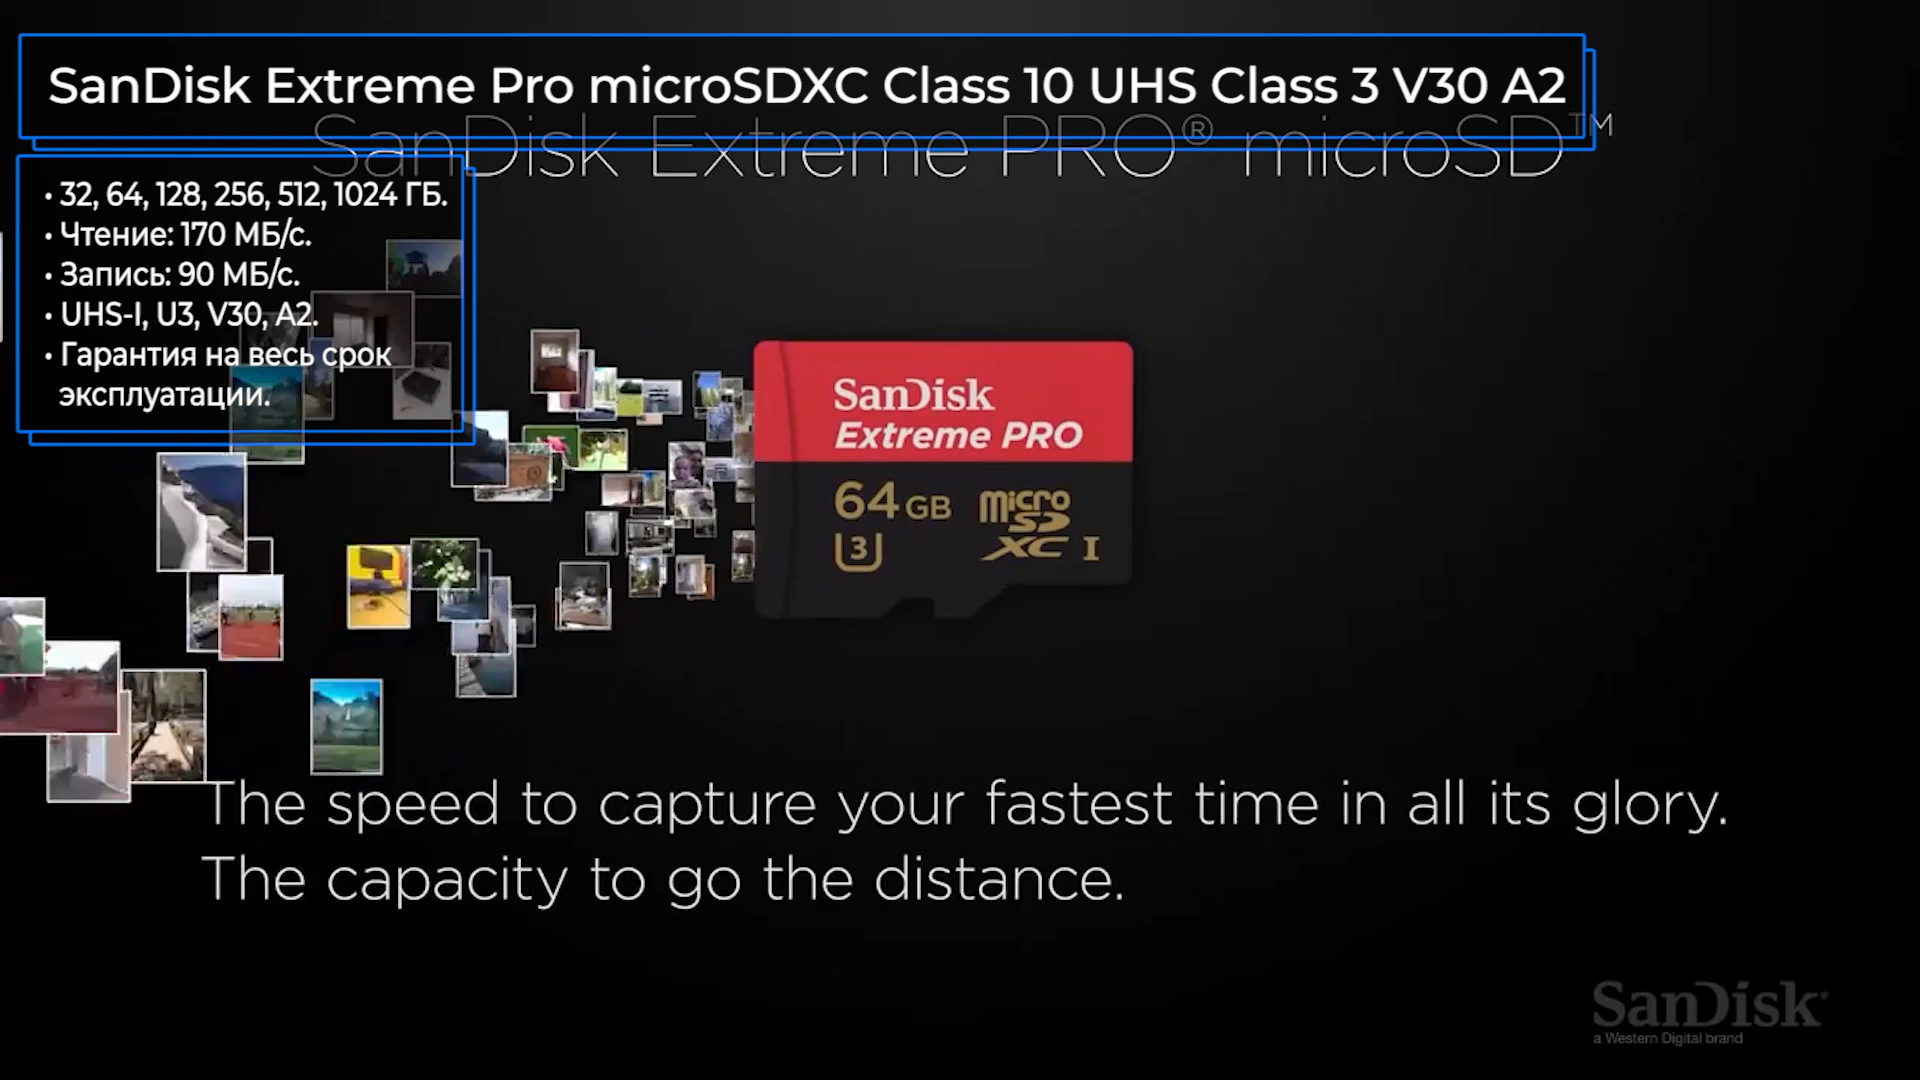 SanDisk Extreme Pro microSDXC Class 10 UHS Class 3 V30 A2
SanDisk Extreme PRO® microSD™
• 32, 64, 128, 256, 512, 1024 ГБ.
• Чтение: 170 МБ/с.
• Запись: 90 МБ/с.
• UHS-I, U3, V30, A2.
• Гарантия на весь срок
эксплуатации.
SanDisk
Extreme PRO
64 GB micro
SD
XC I
3
The speed to capture your fastest time in all its glory.
The capacity to go the distance.
SanDisk®
a Western Digital brand